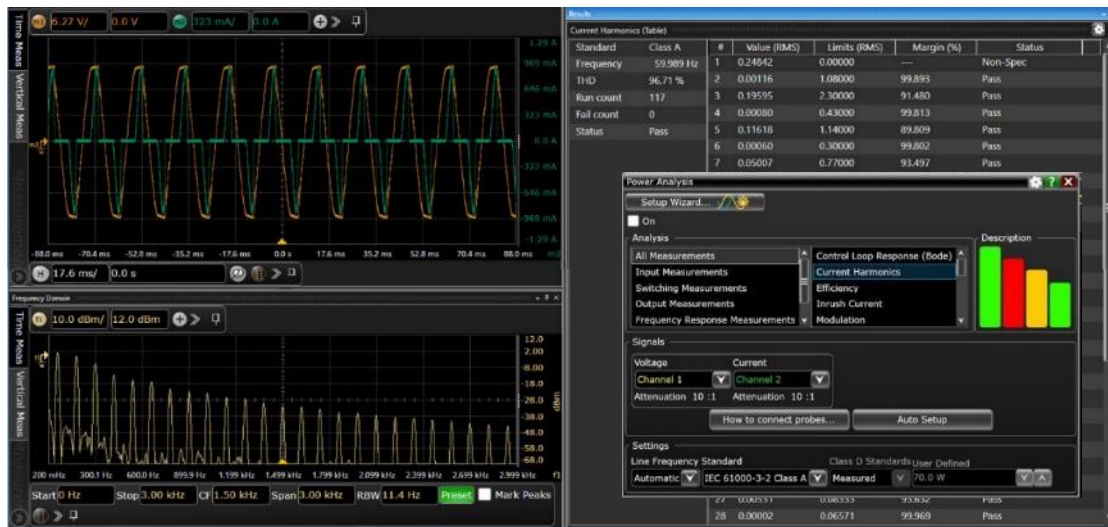 Time Meas
Vertical Meas
6.27 V/ 0.0 V 323 mA/ 0.0 A
1.29 A
969 mA
646 mA
323 mA
0.0 A
-323 mA
-646 mA
-969 mA
-1.29 A
-88.0 ms -70.4 ms -52.8 ms -35.2 ms -17.6 ms 0.0 s 17.6 ms 35.2 ms 52.8 ms 70.4 ms 88.0 ms
H 17.6 ms/ 0.0 s
Frequency Domain
Time Meas
Vertical Meas
f1 10.0 dBm/ 12.0 dBm
12.0
2.00
-8.00
-18.0
-28.0
dBm
-38.0
-48.0
-58.0
-68.0
200 mHz 300.1 Hz 600.0 Hz 899.9 Hz 1.199 kHz 1.499 kHz 1.799 kHz 2.099 kHz 2.399 kHz 2.699 kHz 2.999 kHz f1
Start 0 Hz Stop 3.00 kHz CF 1.50 kHz Span 3.00 kHz RBW 11.4 Hz Preset Mark Peaks
Results
Current Harmonics (Table)
Standard Class A # Value (RMS) Limits (RMS) Margin (%) Status
Frequency 59.989 Hz 1 0.24842 0.00000 --- Non-Spec
THD 96.71 % 2 0.00116 1.08000 99.893 Pass
Run count 117 3 0.19595 2.30000 91.480 Pass
Fail count 0 4 0.00080 0.43000 99.813 Pass
Status Pass 5 0.11618 1.14000 89.809 Pass
6 0.00060 0.30000 99.802 Pass
7 0.05007 0.77000 93.497 Pass
Power Analysis
Setup Wizard...
On
Analysis
Description
All Measurements
Input Measurements
Switching Measurements
Output Measurements
Frequency Response Measurements
Control Loop Response (Bode)
Current Harmonics
Efficiency
Inrush Current
Modulation
Signals
Voltage Current
Channel 1 Channel 2
Attenuation 10 :1 Attenuation 10 :1
How to connect probes... Auto Setup
Settings
Line Frequency Standard Class D Standards User Defined
Automatic IEC 61000-3-2 Class A Measured 70.0 W
27 0.00531 0.08333 93.632 Pass
28 0.00002 0.06571 99.969 Pass